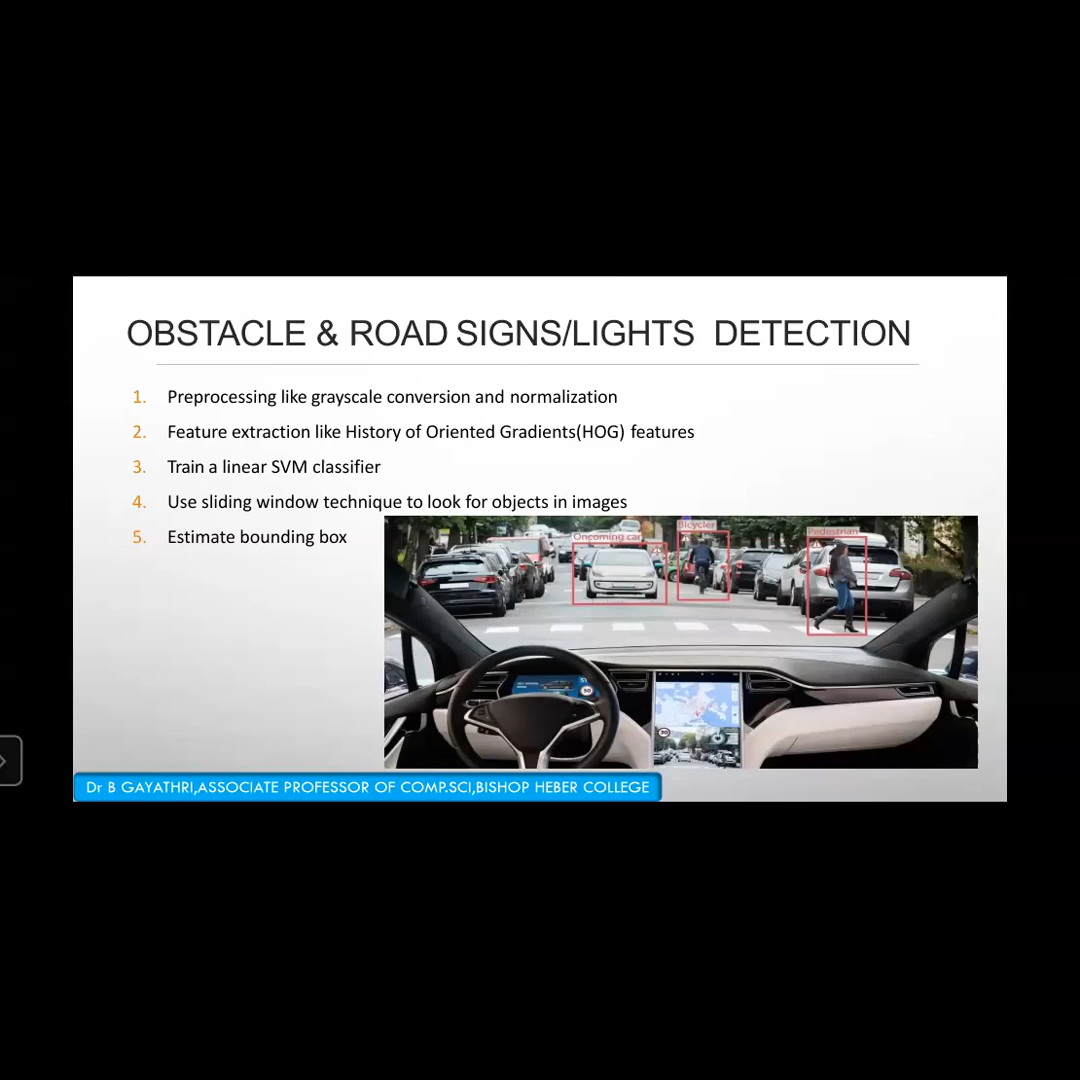 OBSTACLE & ROAD SIGNS/LIGHTS DETECTION
1. Preprocessing like grayscale conversion and normalization
2. Feature extraction like History of Oriented Gradients(HOG) features
3. Train a linear SVM classifier
4. Use sliding window technique to look for objects in images
5. Estimate bounding box
Oncoming car
Bicycler
Pedestrian
Dr B GAYATHRI,ASSOCIATE PROFESSOR OF COMP.SCI,BISHOP HEBER COLLEGE